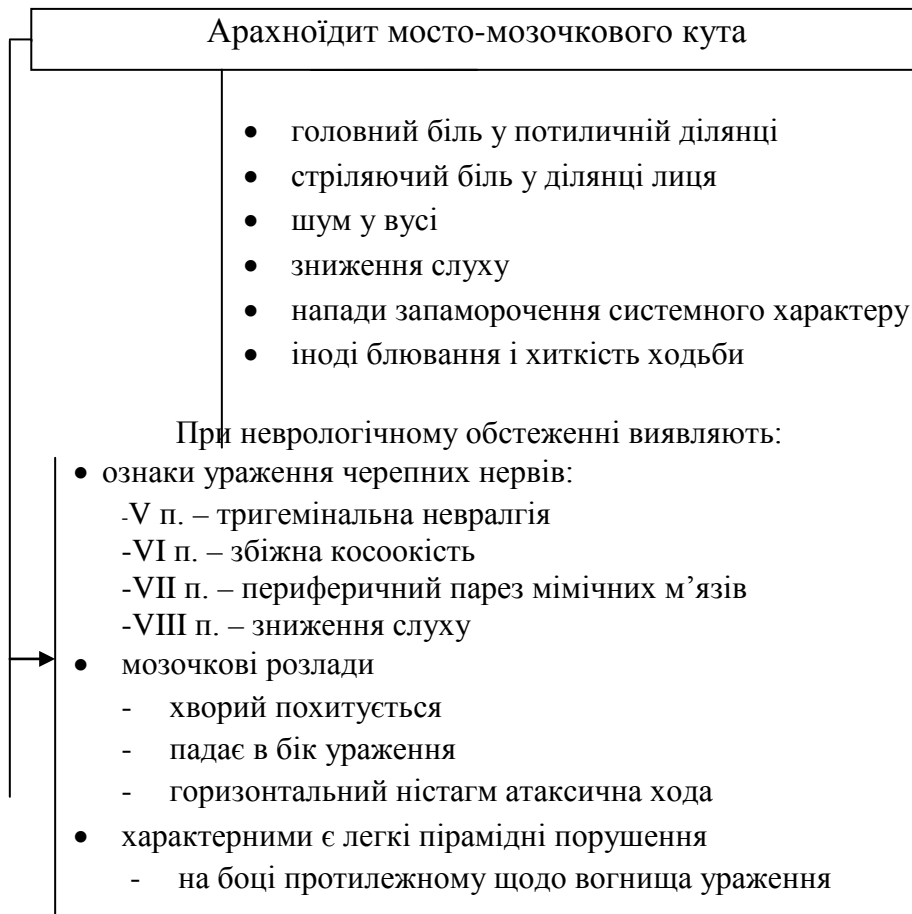 Арахноїдит мосто-мозочкового кута
• головний біль у потиличній ділянці
• стріляючий біль у ділянці лиця
• шум у вусі
• зниження слуху
• напади запаморочення системного характеру
• іноді блювання і хиткість ходьби
При неврологічному обстеженні виявляють:
• ознаки ураження черепних нервів:
-V п. – тригемінальна невралгія
-VI п. – збіжна косоокість
-VII п. – периферичний парез мімічних м’язів
-VIII п. – зниження слуху
• мозочкові розлади
- хворий похитується
- падає в бік ураження
- горизонтальний ністагм атаксична хода
• характерними є легкі пірамідні порушення
- на боці протилежному щодо вогнища ураження